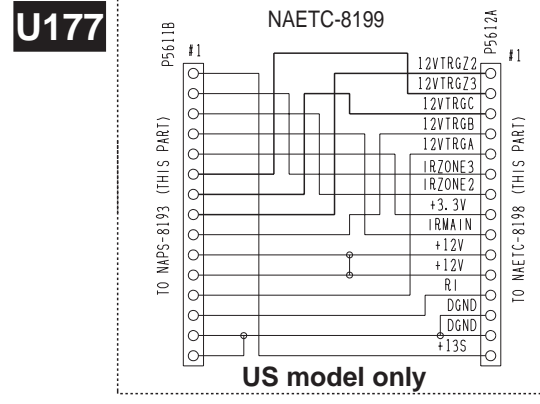 U177
NAETC-8199
P5611B
P5612A
#1
#1
12VTRGZ2
12VTRGZ3
12VTRGC
12VTRGB
12VTRGA
IRZONE3
IRZONE2
+3.3V
IRMAIN
+12V
+12V
RI
DGND
DGND
+13S
TO NAPS-8193 (THIS PART)
TO NAETC-8198 (THIS PART)
US model only